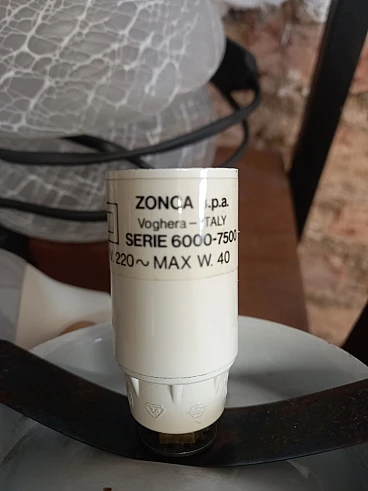 ZONCA S.p.a.
Voghera – ITALY
SERIE 6000-7500
V. 220~ MAX W. 40